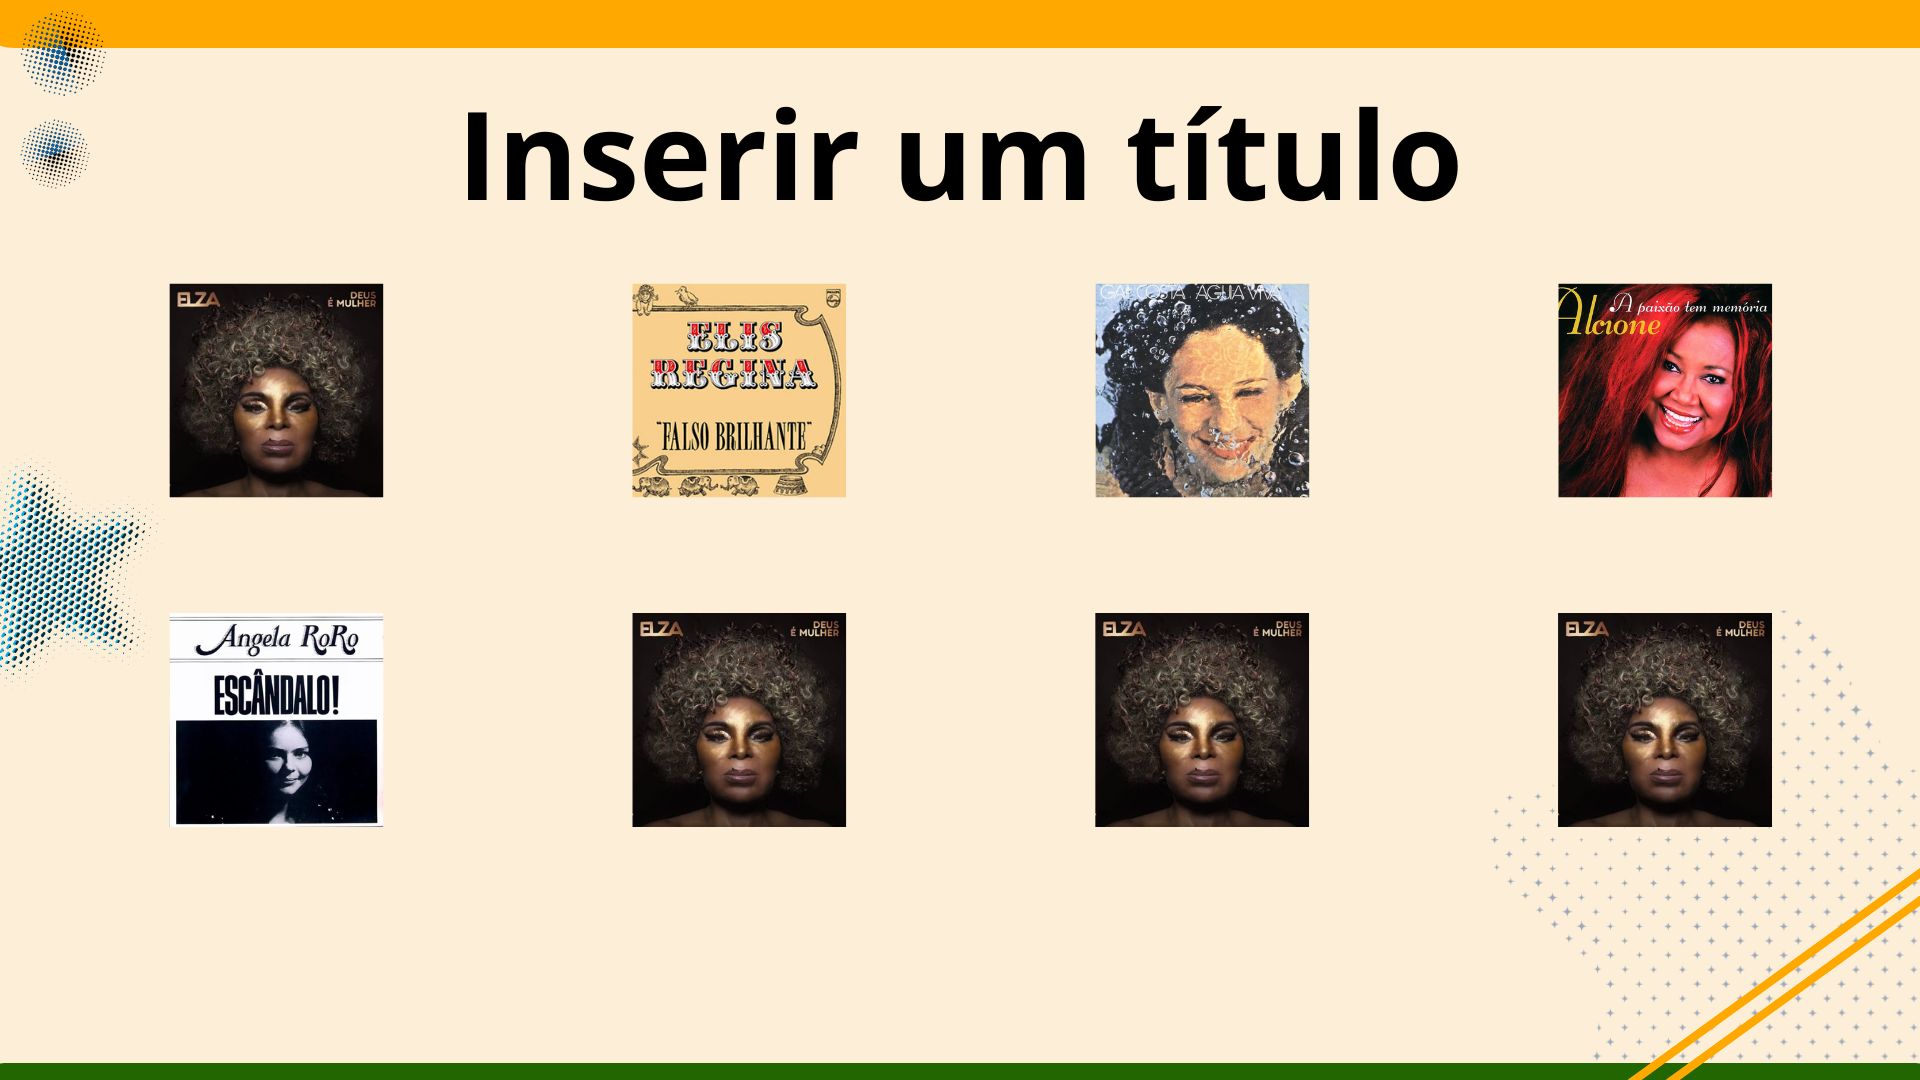 Inserir um título
ELZA
DEUS
É MULHER
ELIS
REGINA
"FALSO BRILHANTE"
GAL COSTA ÁGUA VIVA
A paixão tem memória
Alcione
Angela RoRo
ESCÂNDALO!
ELZA
DEUS
É MULHER
ELZA
DEUS
É MULHER
ELZA
DEUS
É MULHER